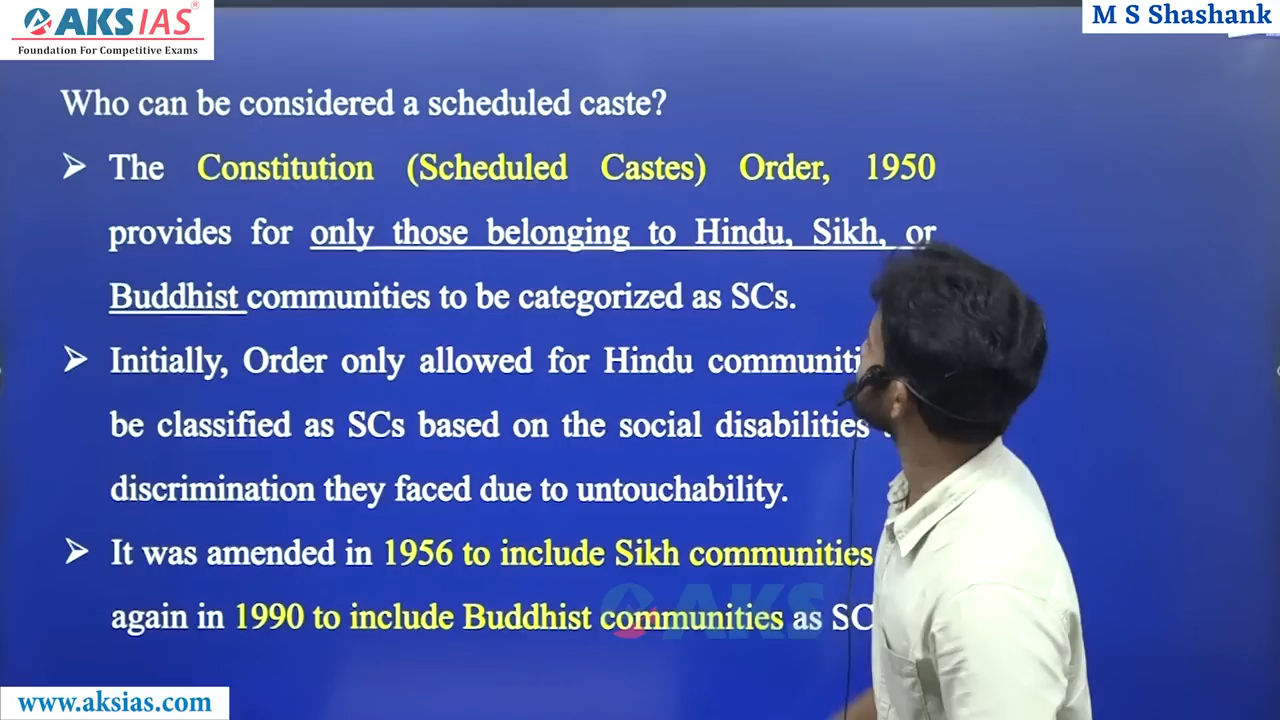 AKS IAS®
Foundation For Competitive Exams
M S Shashank
Who can be considered a scheduled caste?
➢ The Constitution (Scheduled Castes) Order, 1950
provides for only those belonging to Hindu, Sikh, or
Buddhist communities to be categorized as SCs.
➢ Initially, Order only allowed for Hindu
be classified as SCs based on the social disabilities
discrimination they faced due to untouchability.
➢ It was amended in 1956 to include Sikh communities
again in 1990 to include Buddhist communities as
AKS
www.aksias.com